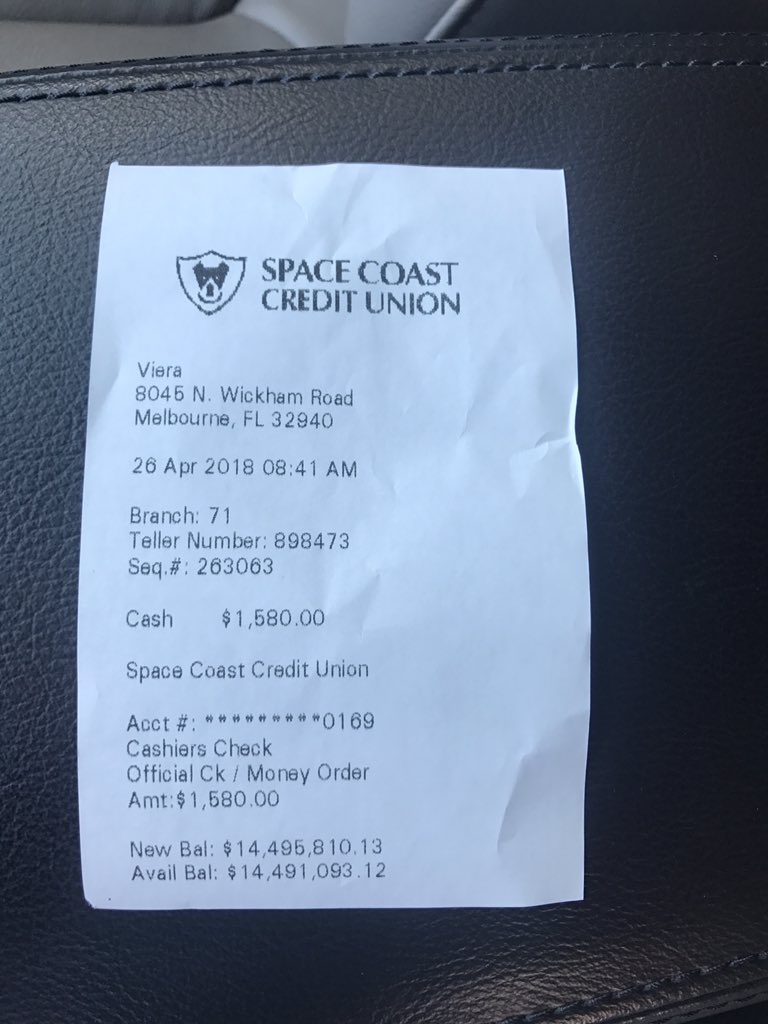 SPACE COAST
CREDIT UNION
Viera
8045 N. Wickham Road
Melbourne, FL 32940
26 Apr 2018 08:41 AM
Branch: 71
Teller Number: 898473
Seq.#: 263063
Cash $1,580.00
Space Coast Credit Union
Acct #: *********0169
Cashiers Check
Official Ck / Money Order
Amt:$1,580.00
New Bal: $14,495,810.13
Avail Bal: $14,491,093.12